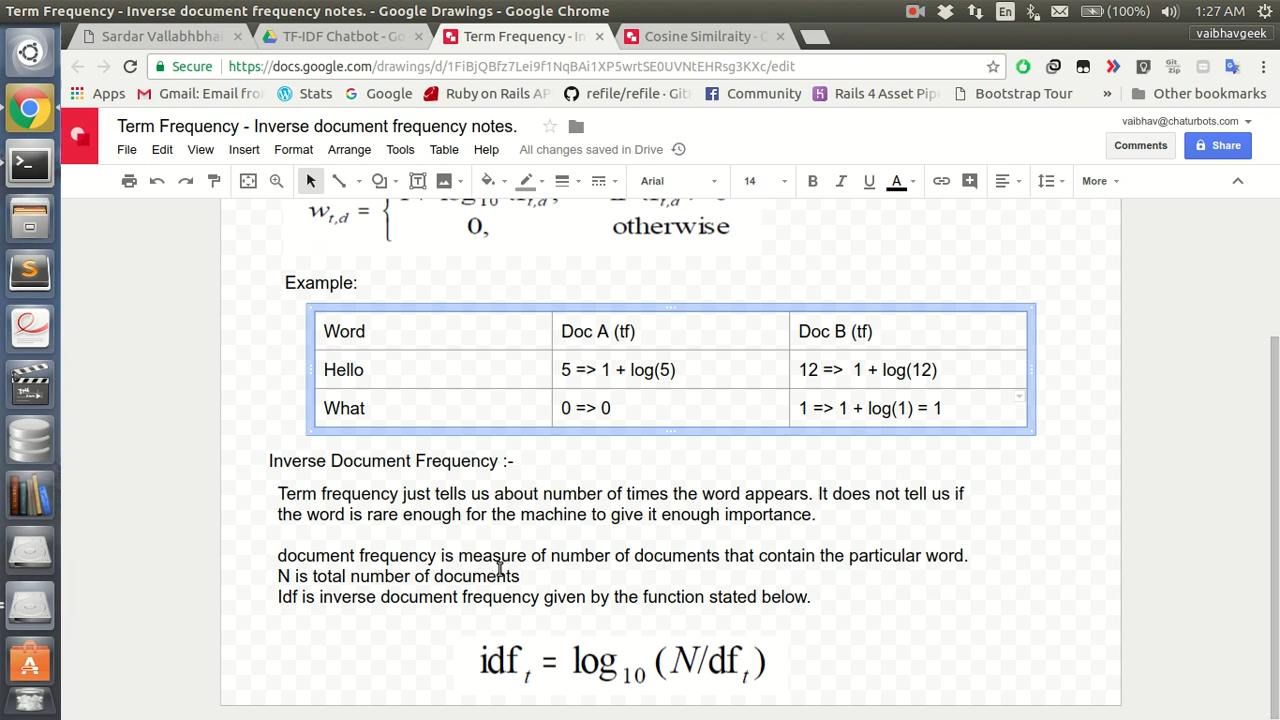 Term Frequency - Inverse document frequency notes. - Google Drawings - Google Chrome
En
(100%)
1:27 AM
Sardar Vallabhbhai
TF-IDF Chatbot - Go
Term Frequency - In
Cosine Similraity - G
vaibhavgeek
Secure
https://docs.google.com/drawings/d/1FiBjQBfz7Lei9f1NqBAi1XP5wrtSE0UVNtEHRsg3KXc/edit
Apps
Gmail: Email fro
Stats
Google
Ruby on Rails AP
refile/refile · Git
Community
Rails 4 Asset Pip
Bootstrap Tour
»
Other bookmarks
Term Frequency - Inverse document frequency notes.
vaibhav@chaturbots.com
File Edit View Insert Format Arrange Tools Table Help All changes saved in Drive
Comments
Share
Arial
14
B I U A
More
w t,d = {
0, otherwise
Example:
Word Doc A (tf) Doc B (tf)
Hello 5 => 1 + log(5) 12 => 1 + log(12)
What 0 => 0 1 => 1 + log(1) = 1
Inverse Document Frequency :-
Term frequency just tells us about number of times the word appears. It does not tell us if
the word is rare enough for the machine to give it enough importance.
document frequency is measure of number of documents that contain the particular word.
N is total number of documents
Idf is inverse document frequency given by the function stated below.
idf t = log 10 (N/df t)